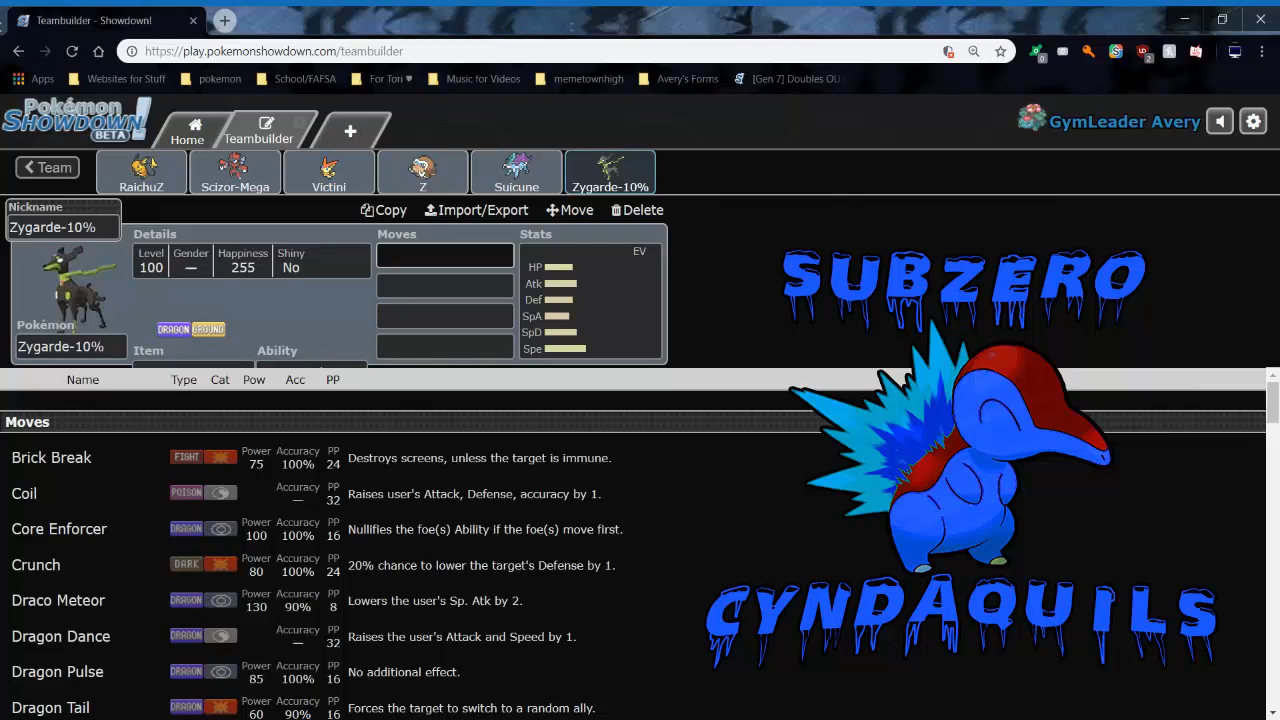 Teambuilder - Showdown!
https://play.pokemonshowdown.com/teambuilder
Apps Websites for Stuff pokemon School/FAFSA For Tori ♥ Music for Videos memetownhigh Avery's Forms [Gen 7] Doubles OU
Pokémon SHOWDOWN! BETA
Home Teambuilder
GymLeader Avery
Team
RaichuZ Scizor-Mega Victini Z Suicune Zygarde-10%
Copy Import/Export Move Delete
Nickname
Zygarde-10%
Details
Level Gender Happiness Shiny
100 — 255 No
DRAGON GROUND
Pokémon
Zygarde-10%
Item Ability
Moves
Stats
EV
HP
Atk
Def
SpA
SpD
Spe
SUBZERO
CYNDAQUILS
Name Type Cat Pow Acc PP
Moves
Brick Break FIGHT Power 75 Accuracy 100% PP 24 Destroys screens, unless the target is immune.
Coil POISON Accuracy — PP 32 Raises user's Attack, Defense, accuracy by 1.
Core Enforcer DRAGON Power 100 Accuracy 100% PP 16 Nullifies the foe(s) Ability if the foe(s) move first.
Crunch DARK Power 80 Accuracy 100% PP 24 20% chance to lower the target's Defense by 1.
Draco Meteor DRAGON Power 130 Accuracy 90% PP 8 Lowers the user's Sp. Atk by 2.
Dragon Dance DRAGON Accuracy — PP 32 Raises the user's Attack and Speed by 1.
Dragon Pulse DRAGON Power 85 Accuracy 100% PP 16 No additional effect.
Dragon Tail DRAGON Power 60 Accuracy 90% PP 16 Forces the target to switch to a random ally.